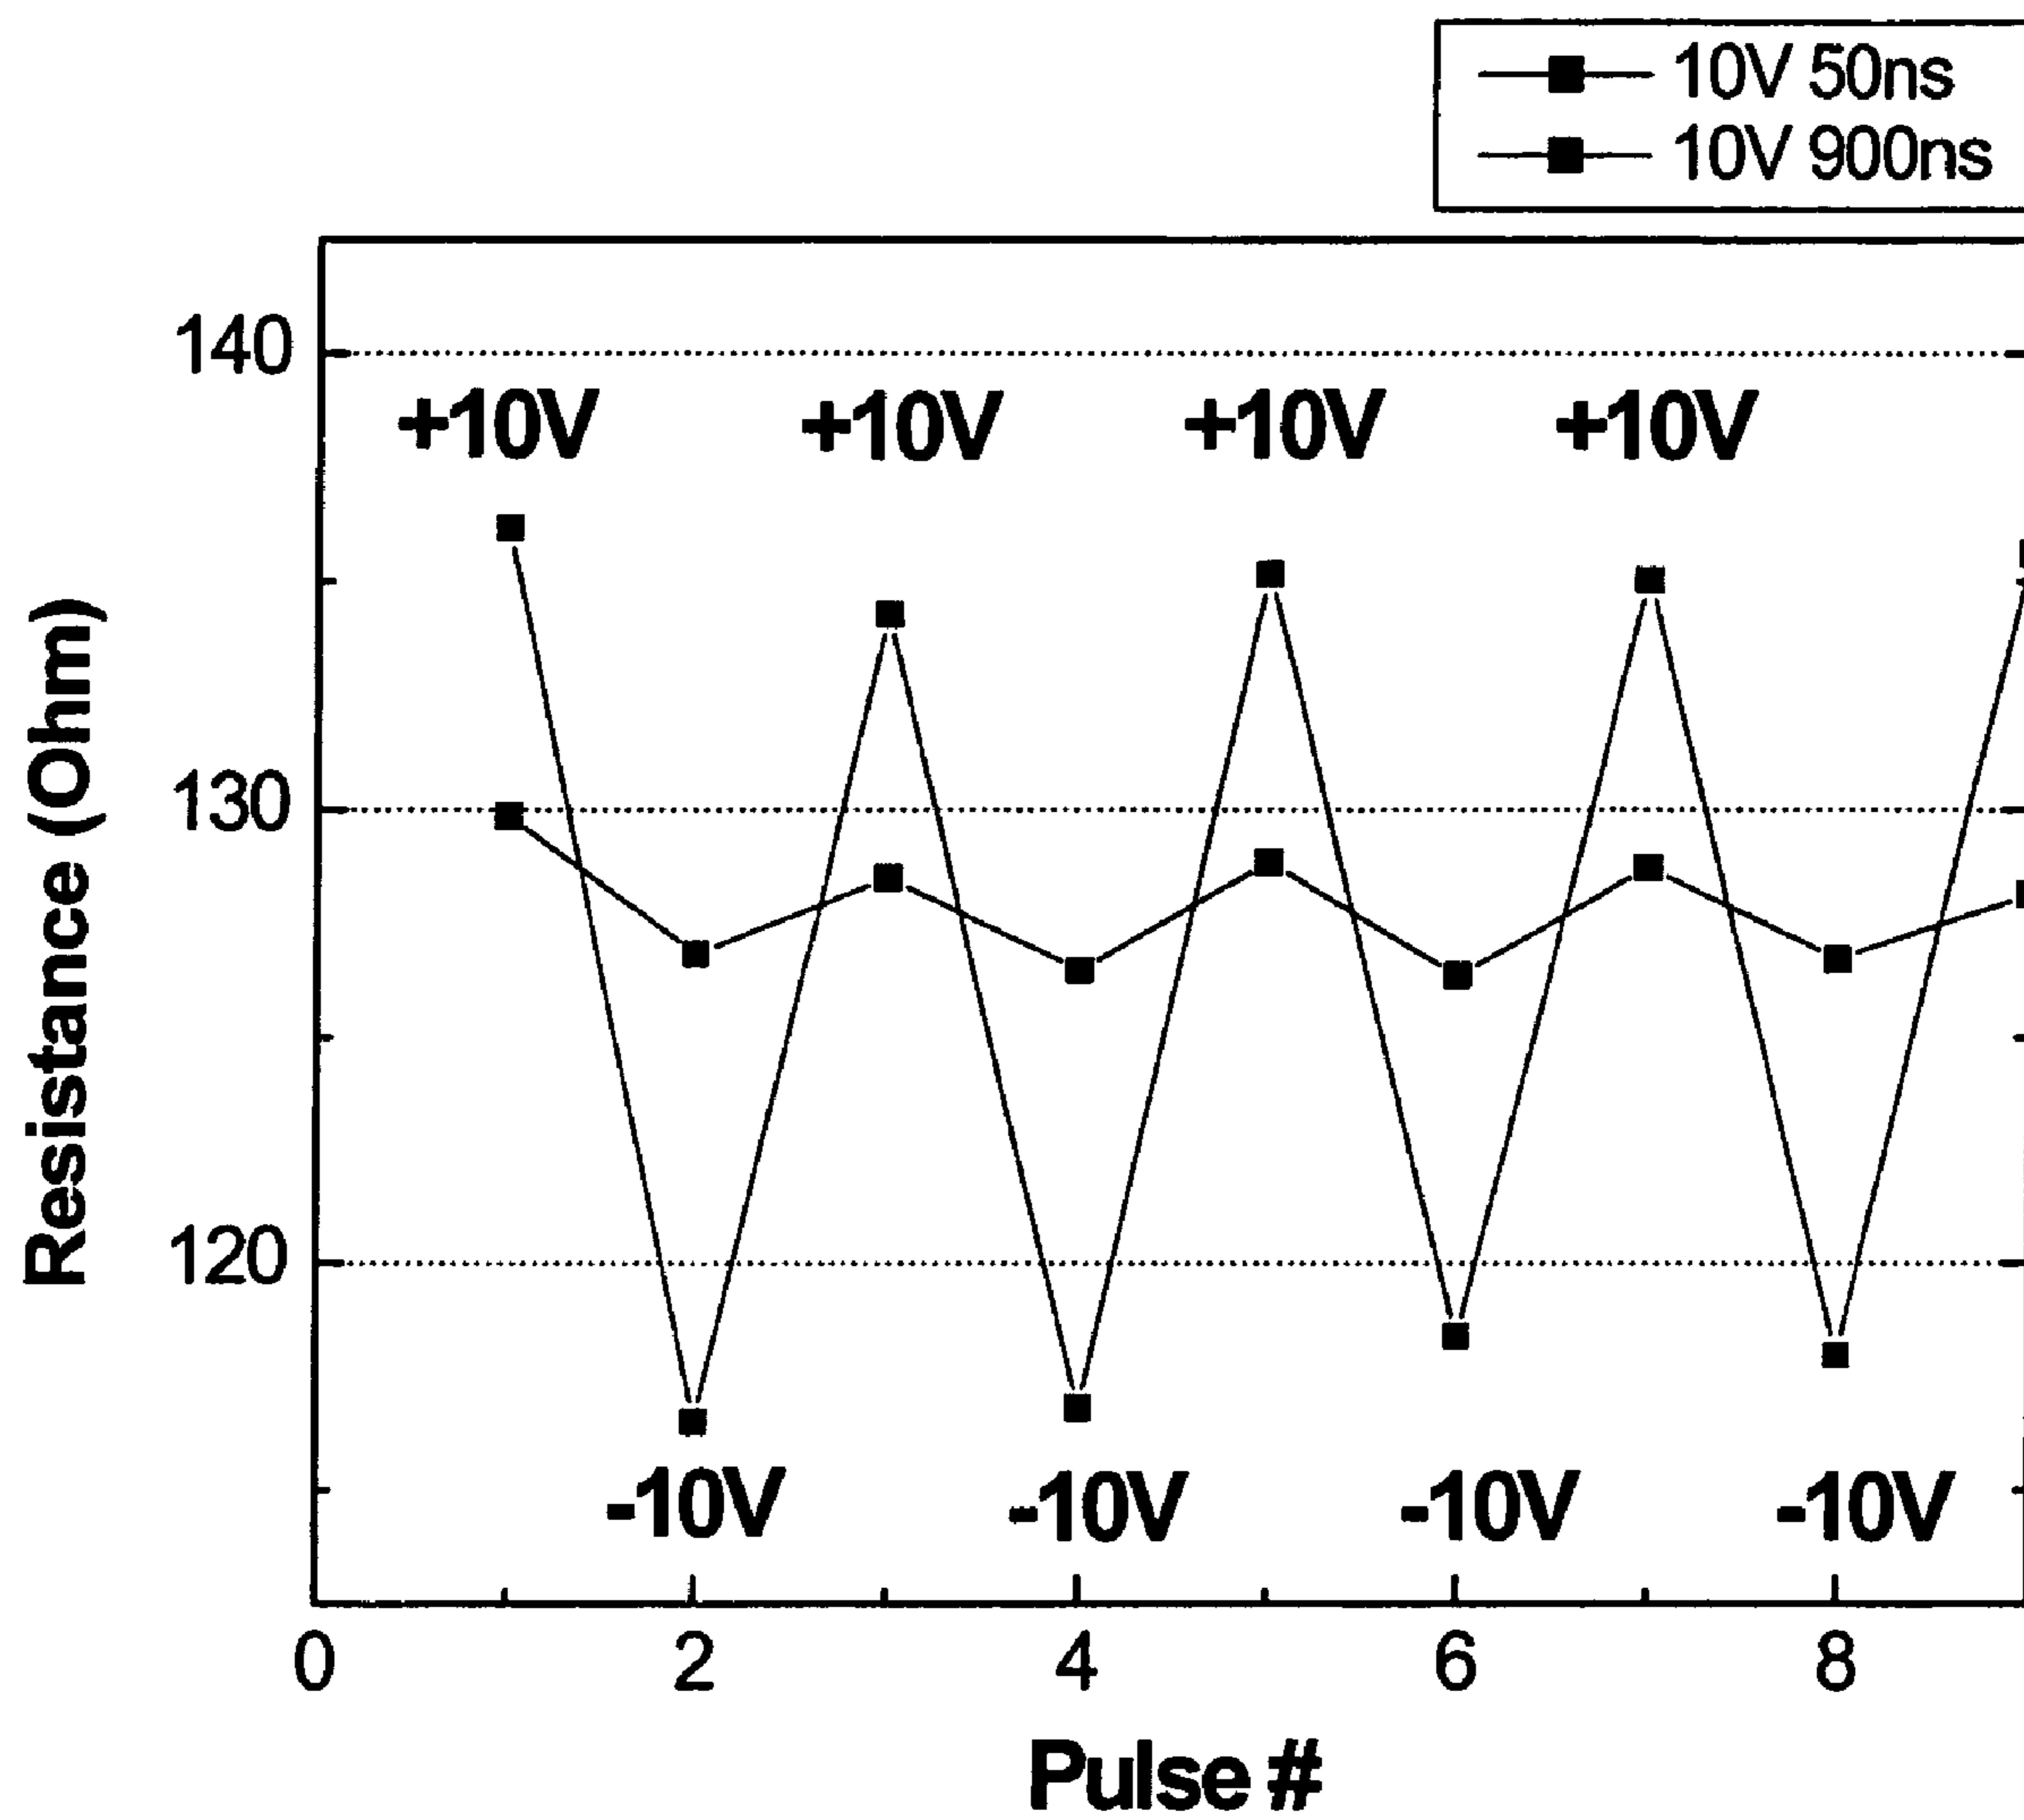 10V 50ns
10V 900ns
140
+10V +10V +10V +10V
130
120
-10V -10V -10V -10V
0 2 4 6 8
Resistance (Ohm)
Pulse #